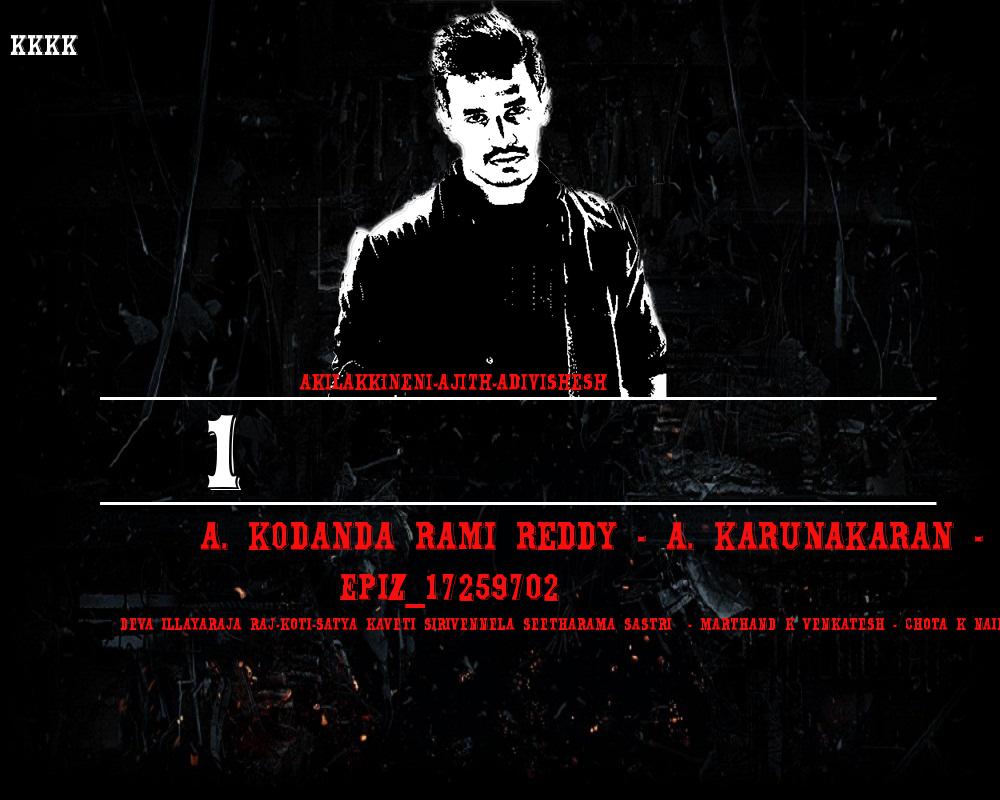 KKKK
AKILAKKINENI-AJITH-ADIVISHESH
1
A. KODANDA RAMI REDDY - A. KARUNAKARAN -
EPIZ_17259702
DEVA ILLAYARAJA RAJ-KOTI-SATYA KAVETI SIRIVENNELA SEETHARAMA SASTRI - MARTHAND K VENKATESH - CHOTA K NAI